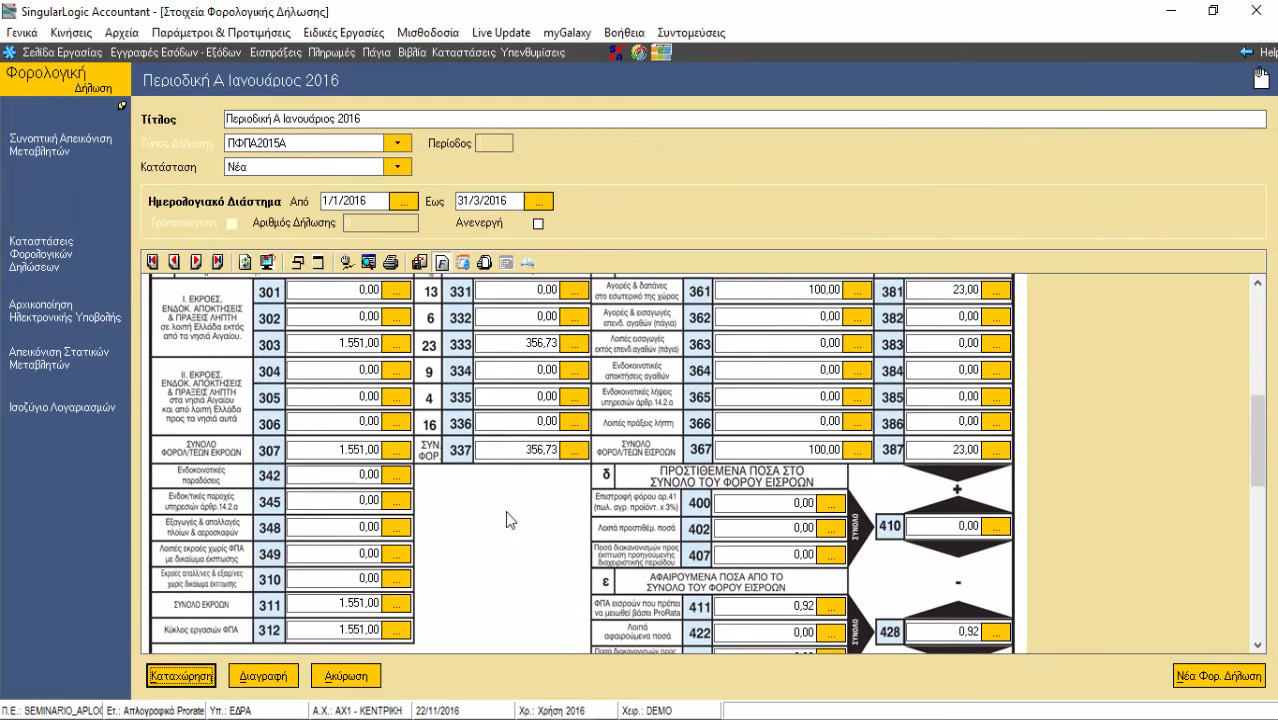 SingularLogic Accountant - [Στοιχεία Φορολογικής Δήλωσης]
Γενικά Κινήσεις Αρχεία Παράμετροι & Προτιμήσεις Ειδικές Εργασίες Μισθοδοσία Live Update myGalaxy Βοήθεια Συντομεύσεις
Σελίδα Εργασίας Εγγραφές Εσόδων - Εξόδων Εισπράξεις Πληρωμές Πάγια Βιβλία Καταστάσεις Υπενθυμίσεις Help
Φορολογική
Δήλωση
Περιοδική Α Ιανουάριος 2016
Συνοπτική Απεικόνιση
Μεταβλητών
Καταστάσεις
Φορολογικών
Δηλώσεων
Αρχικοποίηση
Ηλεκτρονικής Υποβολής
Απεικόνιση Στατικών
Μεταβλητών
Ισοζύγιο Λογαριασμών
Τίτλος Περιοδική Α Ιανουάριος 2016
Τύπος Δήλωσης ΠΦΠΑ2015Α Περίοδος 1
Κατάσταση Νέα
Ημερολογιακό Διάστημα Από 1/1/2016 ... Εως 31/3/2016 ...
Τροποποιητική Αριθμός Δήλωσης Ανενεργή
Ι. ΕΚΡΟΕΣ,
ΕΝΔΟΚ. ΑΠΟΚΤΗΣΕΙΣ
& ΠΡΑΞΕΙΣ ΛΗΠΤΗ
σε λοιπή Ελλάδα εκτός
από τα νησιά Αιγαίου.
301 0,00 ... 13 331 0,00 ...
302 0,00 ... 6 332 0,00 ...
303 1.551,00 ... 23 333 356,73 ...
ΙΙ. ΕΚΡΟΕΣ,
ΕΝΔΟΚ. ΑΠΟΚΤΗΣΕΙΣ
& ΠΡΑΞΕΙΣ ΛΗΠΤΗ
στα νησιά Αιγαίου
και από λοιπή Ελλάδα
προς τα νησιά αυτά
304 0,00 ... 9 334 0,00 ...
305 0,00 ... 4 335 0,00 ...
306 0,00 ... 16 336 0,00 ...
ΣΥΝΟΛΟ
ΦΟΡΟΛ/ΤΕΩΝ ΕΚΡΟΩΝ
307 1.551,00 ... ΣΥΝ. ΦΟΡ. 337 356,73 ...
Ενδοκοινοτικές
παραδόσεις
342 0,00 ...
Ενδοκ/τικές παροχές
υπηρεσιών άρθρ.14.2.α
345 0,00 ...
Εξαγωγές & απαλλαγές
πλοίων & αεροσκαφών
348 0,00 ...
Λοιπές εκροές χωρίς ΦΠΑ
με δικαίωμα έκπτωσης
349 0,00 ...
Εκροές απαλλ/νες & εξαιρ/νες
χωρίς δικαίωμα έκπτωσης
310 0,00 ...
ΣΥΝΟΛΟ ΕΚΡΟΩΝ 311 1.551,00 ...
Κύκλος εργασιών ΦΠΑ 312 1.551,00 ...
Αγορές & δαπάνες
στο εσωτερικό της χώρας
361 100,00 ... 381 23,00 ...
Αγορές & εισαγωγές
επενδ. αγαθών (πάγια)
362 0,00 ... 382 0,00 ...
Λοιπές εισαγωγές
εκτός επενδ.αγαθών (πάγια)
363 0,00 ... 383 0,00 ...
Ενδοκοινοτικές
αποκτήσεις αγαθών
364 0,00 ... 384 0,00 ...
Ενδοκοινοτικές λήψεις
υπηρεσιών άρθρ.14.2.α
365 0,00 ... 385 0,00 ...
Λοιπές πράξεις λήπτη 366 0,00 ... 386 0,00 ...
ΣΥΝΟΛΟ
ΦΟΡΟΛ/ΤΕΩΝ ΕΙΣΡΟΩΝ
367 100,00 ... 387 23,00 ...
δ ΠΡΟΣΤΙΘΕΜΕΝΑ ΠΟΣΑ ΣΤΟ
ΣΥΝΟΛΟ ΤΟΥ ΦΟΡΟΥ ΕΙΣΡΟΩΝ
+
Επιστροφή φόρου αρ.41
(πωλ. αγρ. προϊόντ. x 3%)
400 0,00 ...
Λοιπά προστιθέμ. ποσά 402 0,00 ... ΣΥΝΟΛΟ 410 0,00 ...
Ποσά διακανονισμών προς
έκπτωση προηγούμενης
διαχειριστικής περιόδου
407 0,00 ...
ε ΑΦΑΙΡΟΥΜΕΝΑ ΠΟΣΑ ΑΠΟ ΤΟ
ΣΥΝΟΛΟ ΤΟΥ ΦΟΡΟΥ ΕΙΣΡΟΩΝ
-
ΦΠΑ εισροών που πρέπει
να μειωθεί βάσει ProRata
411 0,92 ...
Λοιπά
αφαιρούμενα ποσά
422 0,00 ... ΣΥΝΟΛΟ 428 0,92 ...
Ποσά διακανονισμών προς
Καταχώρηση Διαγραφή Ακύρωση Νέα Φορ. Δήλωση
Π.Ε.: SEMINARIO_APLOG Ετ.: Απλογραφικά Prorate Υπ.: ΕΔΡΑ Α.Χ.: ΑΧ1 - ΚΕΝΤΡΙΚΗ 22/11/2016 Χρ.: Χρήση 2016 Χειρ.: DEMO